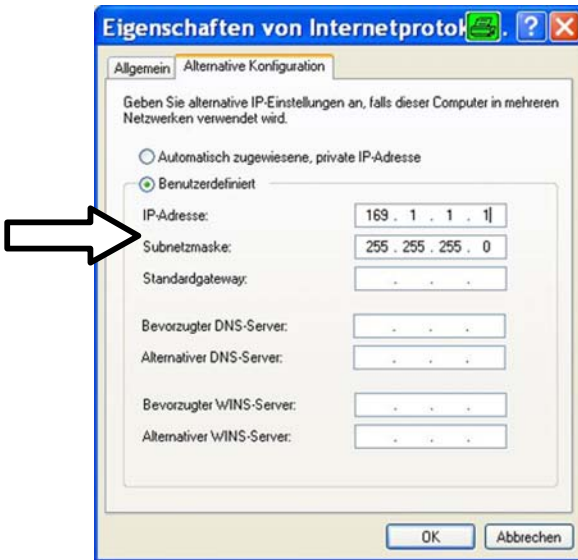 Eigenschaften von Internetprotok
Allgemein Alternative Konfiguration
Geben Sie alternative IP-Einstellungen an, falls dieser Computer in mehreren
Netzwerken verwendet wird.
Automatisch zugewiesene, private IP-Adresse
Benutzerdefiniert
IP-Adresse: 169 . 1 . 1 . 1
Subnetzmaske: 255 . 255 . 255 . 0
Standardgateway: . . .
Bevorzugter DNS-Server: . . .
Alternativer DNS-Server: . . .
Bevorzugter WINS-Server: . . .
Alternativer WINS-Server: . . .
OK Abbrechen